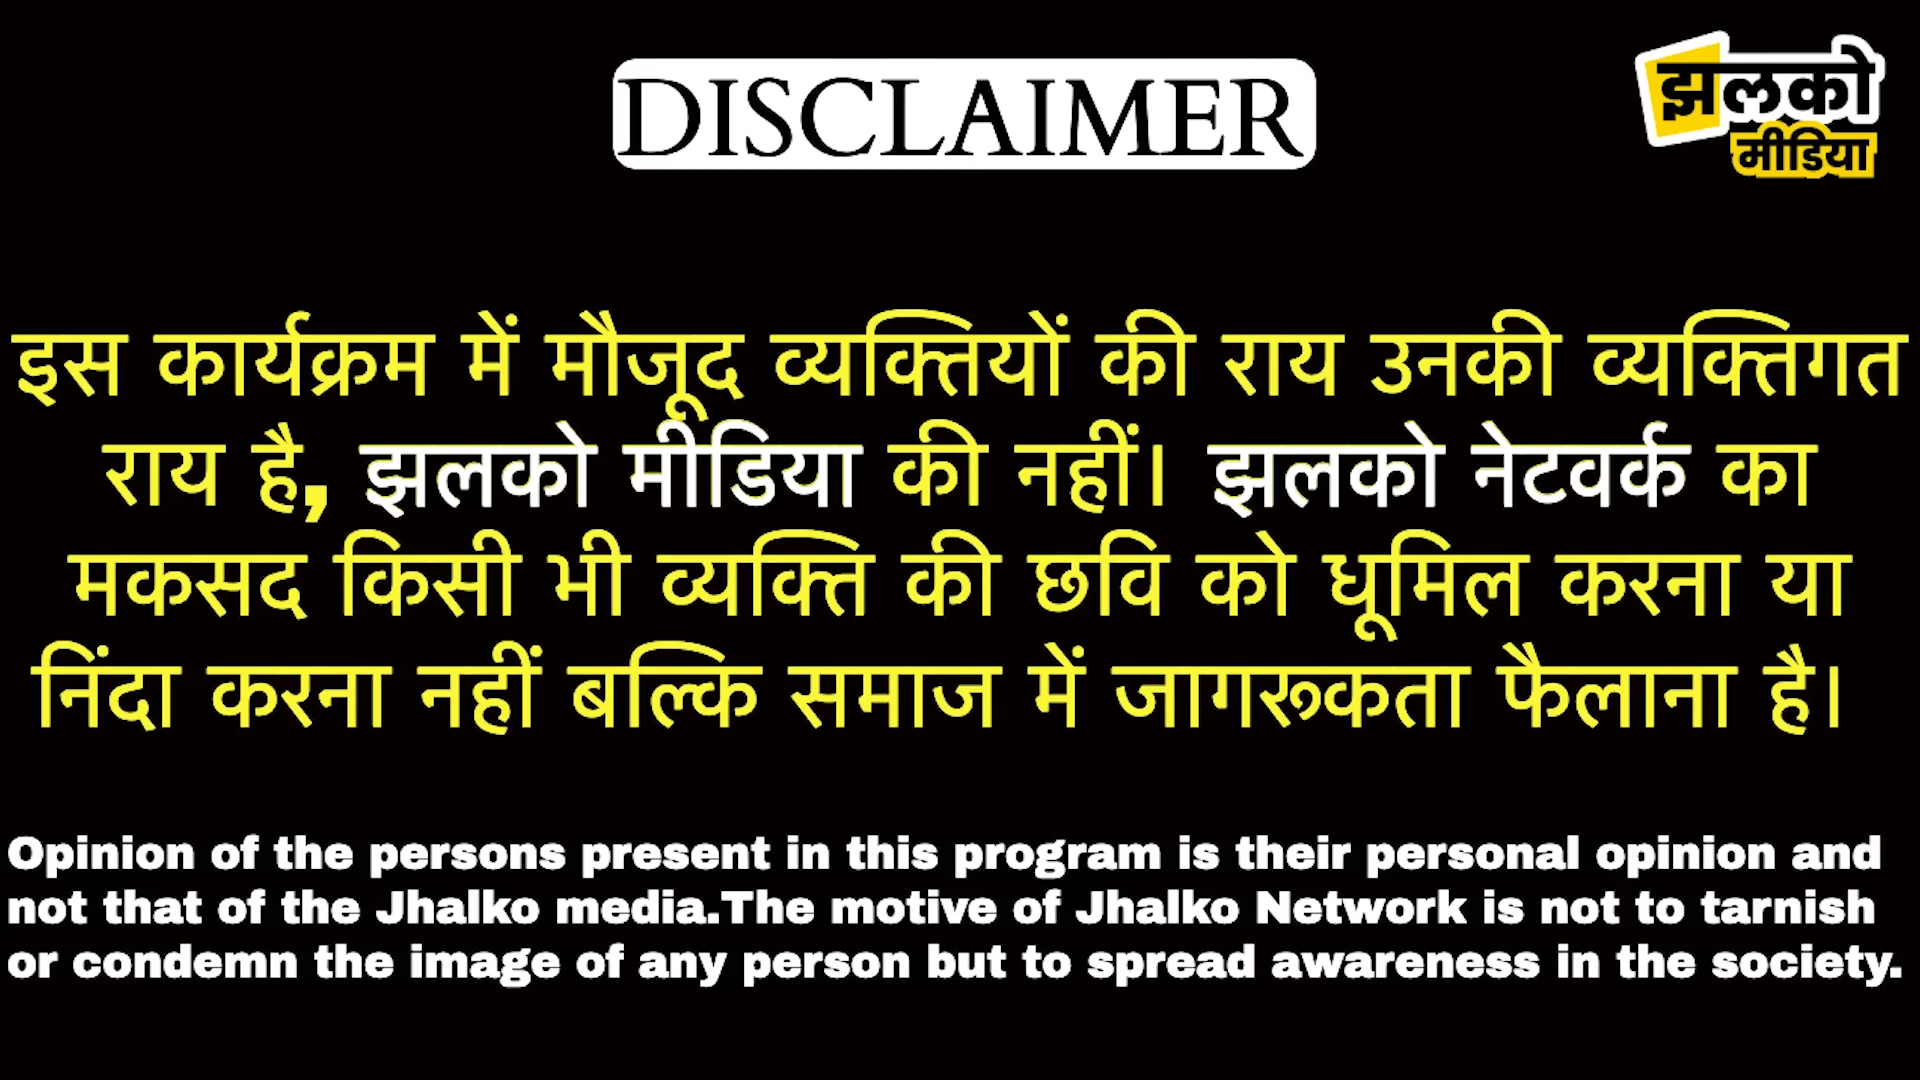 DISCLAIMER
झलको
मीडिया
इस कार्यक्रम में मौजूद व्यक्तियों की राय उनकी व्यक्तिगत
राय है, झलको मीडिया की नहीं। झलको नेटवर्क का
मकसद किसी भी व्यक्ति की छवि को धूमिल करना या
निंदा करना नहीं बल्कि समाज में जागरूकता फैलाना है।
Opinion of the persons present in this program is their personal opinion and
not that of the Jhalko media.The motive of Jhalko Network is not to tarnish
or condemn the image of any person but to spread awareness in the society.